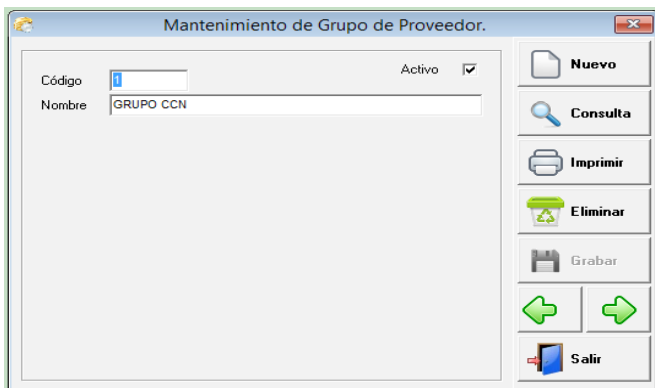 Mantenimiento de Grupo de Proveedor.
Activo
Código 1
Nombre GRUPO CCN
Nuevo
Consulta
Imprimir
Eliminar
Grabar
Salir